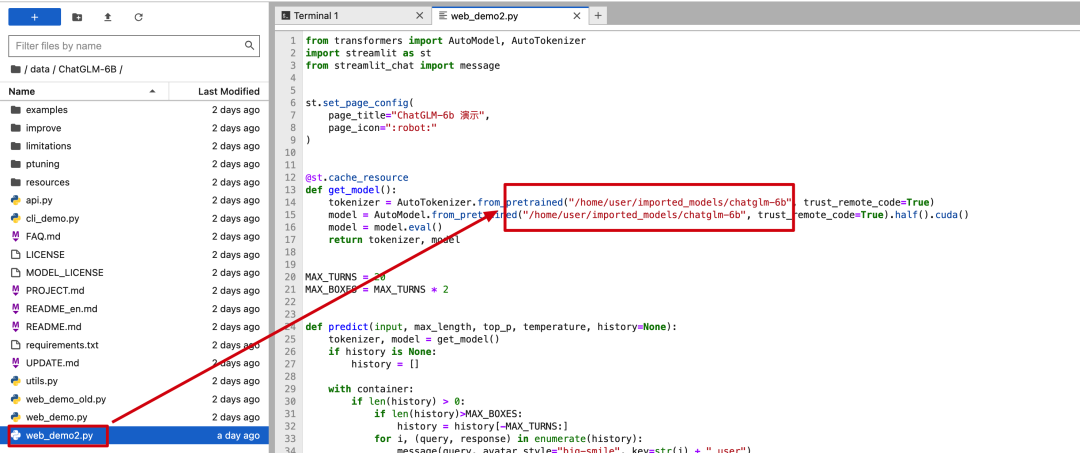 +
Filter files by name
/ data / ChatGLM-6B /
Name Last Modified
examples 2 days ago
improve 2 days ago
limitations 2 days ago
ptuning 2 days ago
resources 2 days ago
api.py 2 days ago
cli_demo.py 2 days ago
FAQ.md 2 days ago
LICENSE 2 days ago
MODEL_LICENSE 2 days ago
PROJECT.md 2 days ago
README_en.md 2 days ago
README.md 2 days ago
requirements.txt 2 days ago
UPDATE.md 2 days ago
utils.py 2 days ago
web_demo_old.py 2 days ago
web_demo.py 2 days ago
web_demo2.py a day ago
Terminal 1 × web_demo2.py × +
1 from transformers import AutoModel, AutoTokenizer
2 import streamlit as st
3 from streamlit_chat import message
4
5
6 st.set_page_config(
7 page_title="ChatGLM-6b 演示",
8 page_icon=":robot:"
9 )
10
11
12 @st.cache_resource
13 def get_model():
14 tokenizer = AutoTokenizer.from_pretrained("/home/user/imported_models/chatglm-6b", trust_remote_code=True)
15 model = AutoModel.from_pretrained("/home/user/imported_models/chatglm-6b", trust_remote_code=True).half().cuda()
16 model = model.eval()
17 return tokenizer, model
18
19
20 MAX_TURNS = 20
21 MAX_BOXES = MAX_TURNS * 2
22
23
24 def predict(input, max_length, top_p, temperature, history=None):
25 tokenizer, model = get_model()
26 if history is None:
27 history = []
28
29 with container:
30 if len(history) > 0:
31 if len(history)>MAX_BOXES:
32 history = history[-MAX_TURNS:]
33 for i, (query, response) in enumerate(history):
34 message(query, avatar_style="big-smile", key=str(i) + "_user")